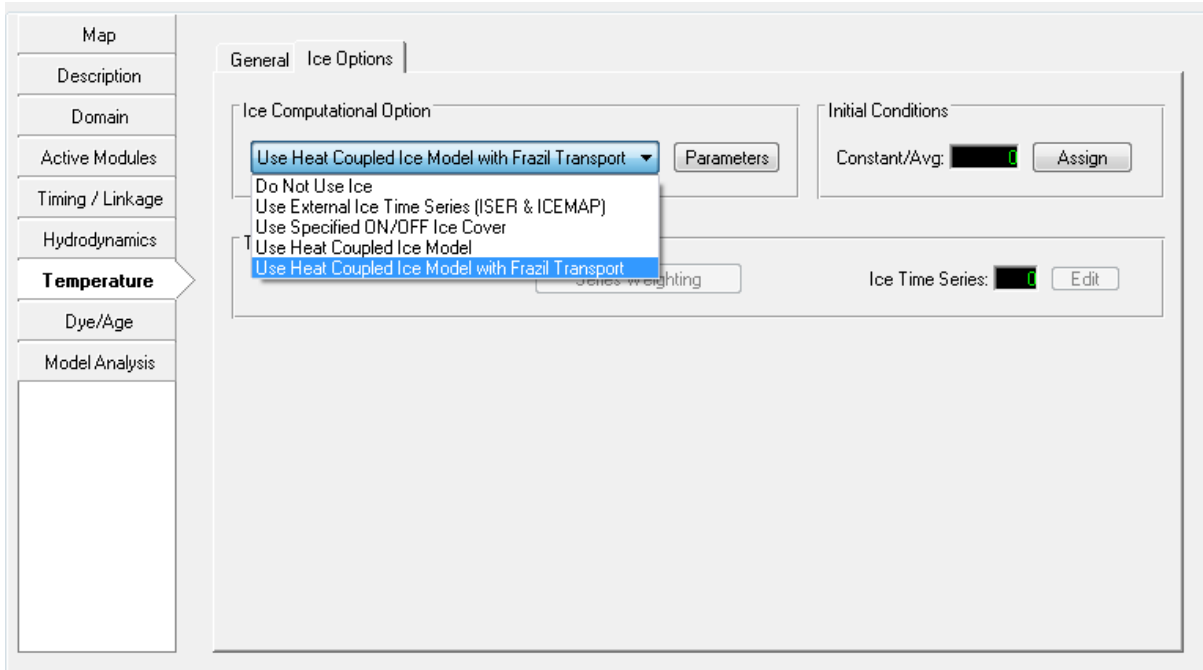 Map
Description
Domain
Active Modules
Timing / Linkage
Hydrodynamics
Temperature
Dye/Age
Model Analysis
General Ice Options
Ice Computational Option
Use Heat Coupled Ice Model with Frazil Transport Parameters
Do Not Use Ice
Use External Ice Time Series (ISER & ICEMAP)
Use Specified ON/OFF Ice Cover
Use Heat Coupled Ice Model
Use Heat Coupled Ice Model with Frazil Transport
Initial Conditions
Constant/Avg: 0 Assign
Series Weighting Ice Time Series: 0 Edit